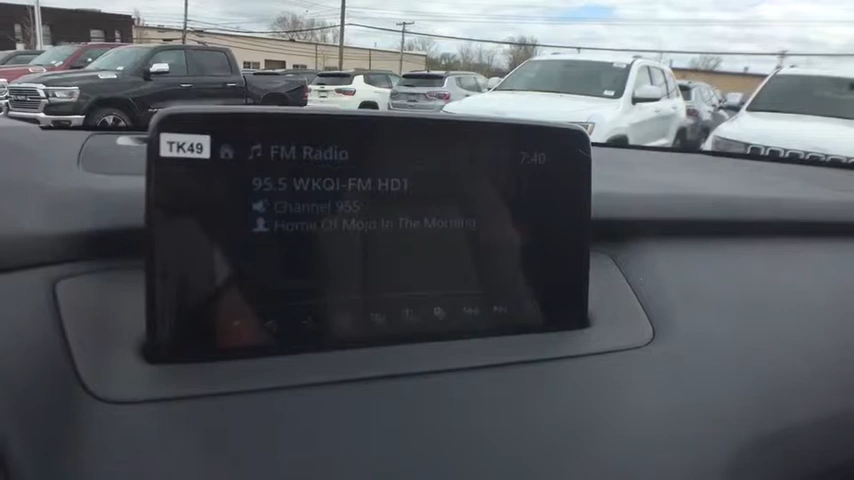 TK49
FM Radio 7:40
95.5 WKQI-FM HD1
Channel 955
Home Of Mojo In The Morning